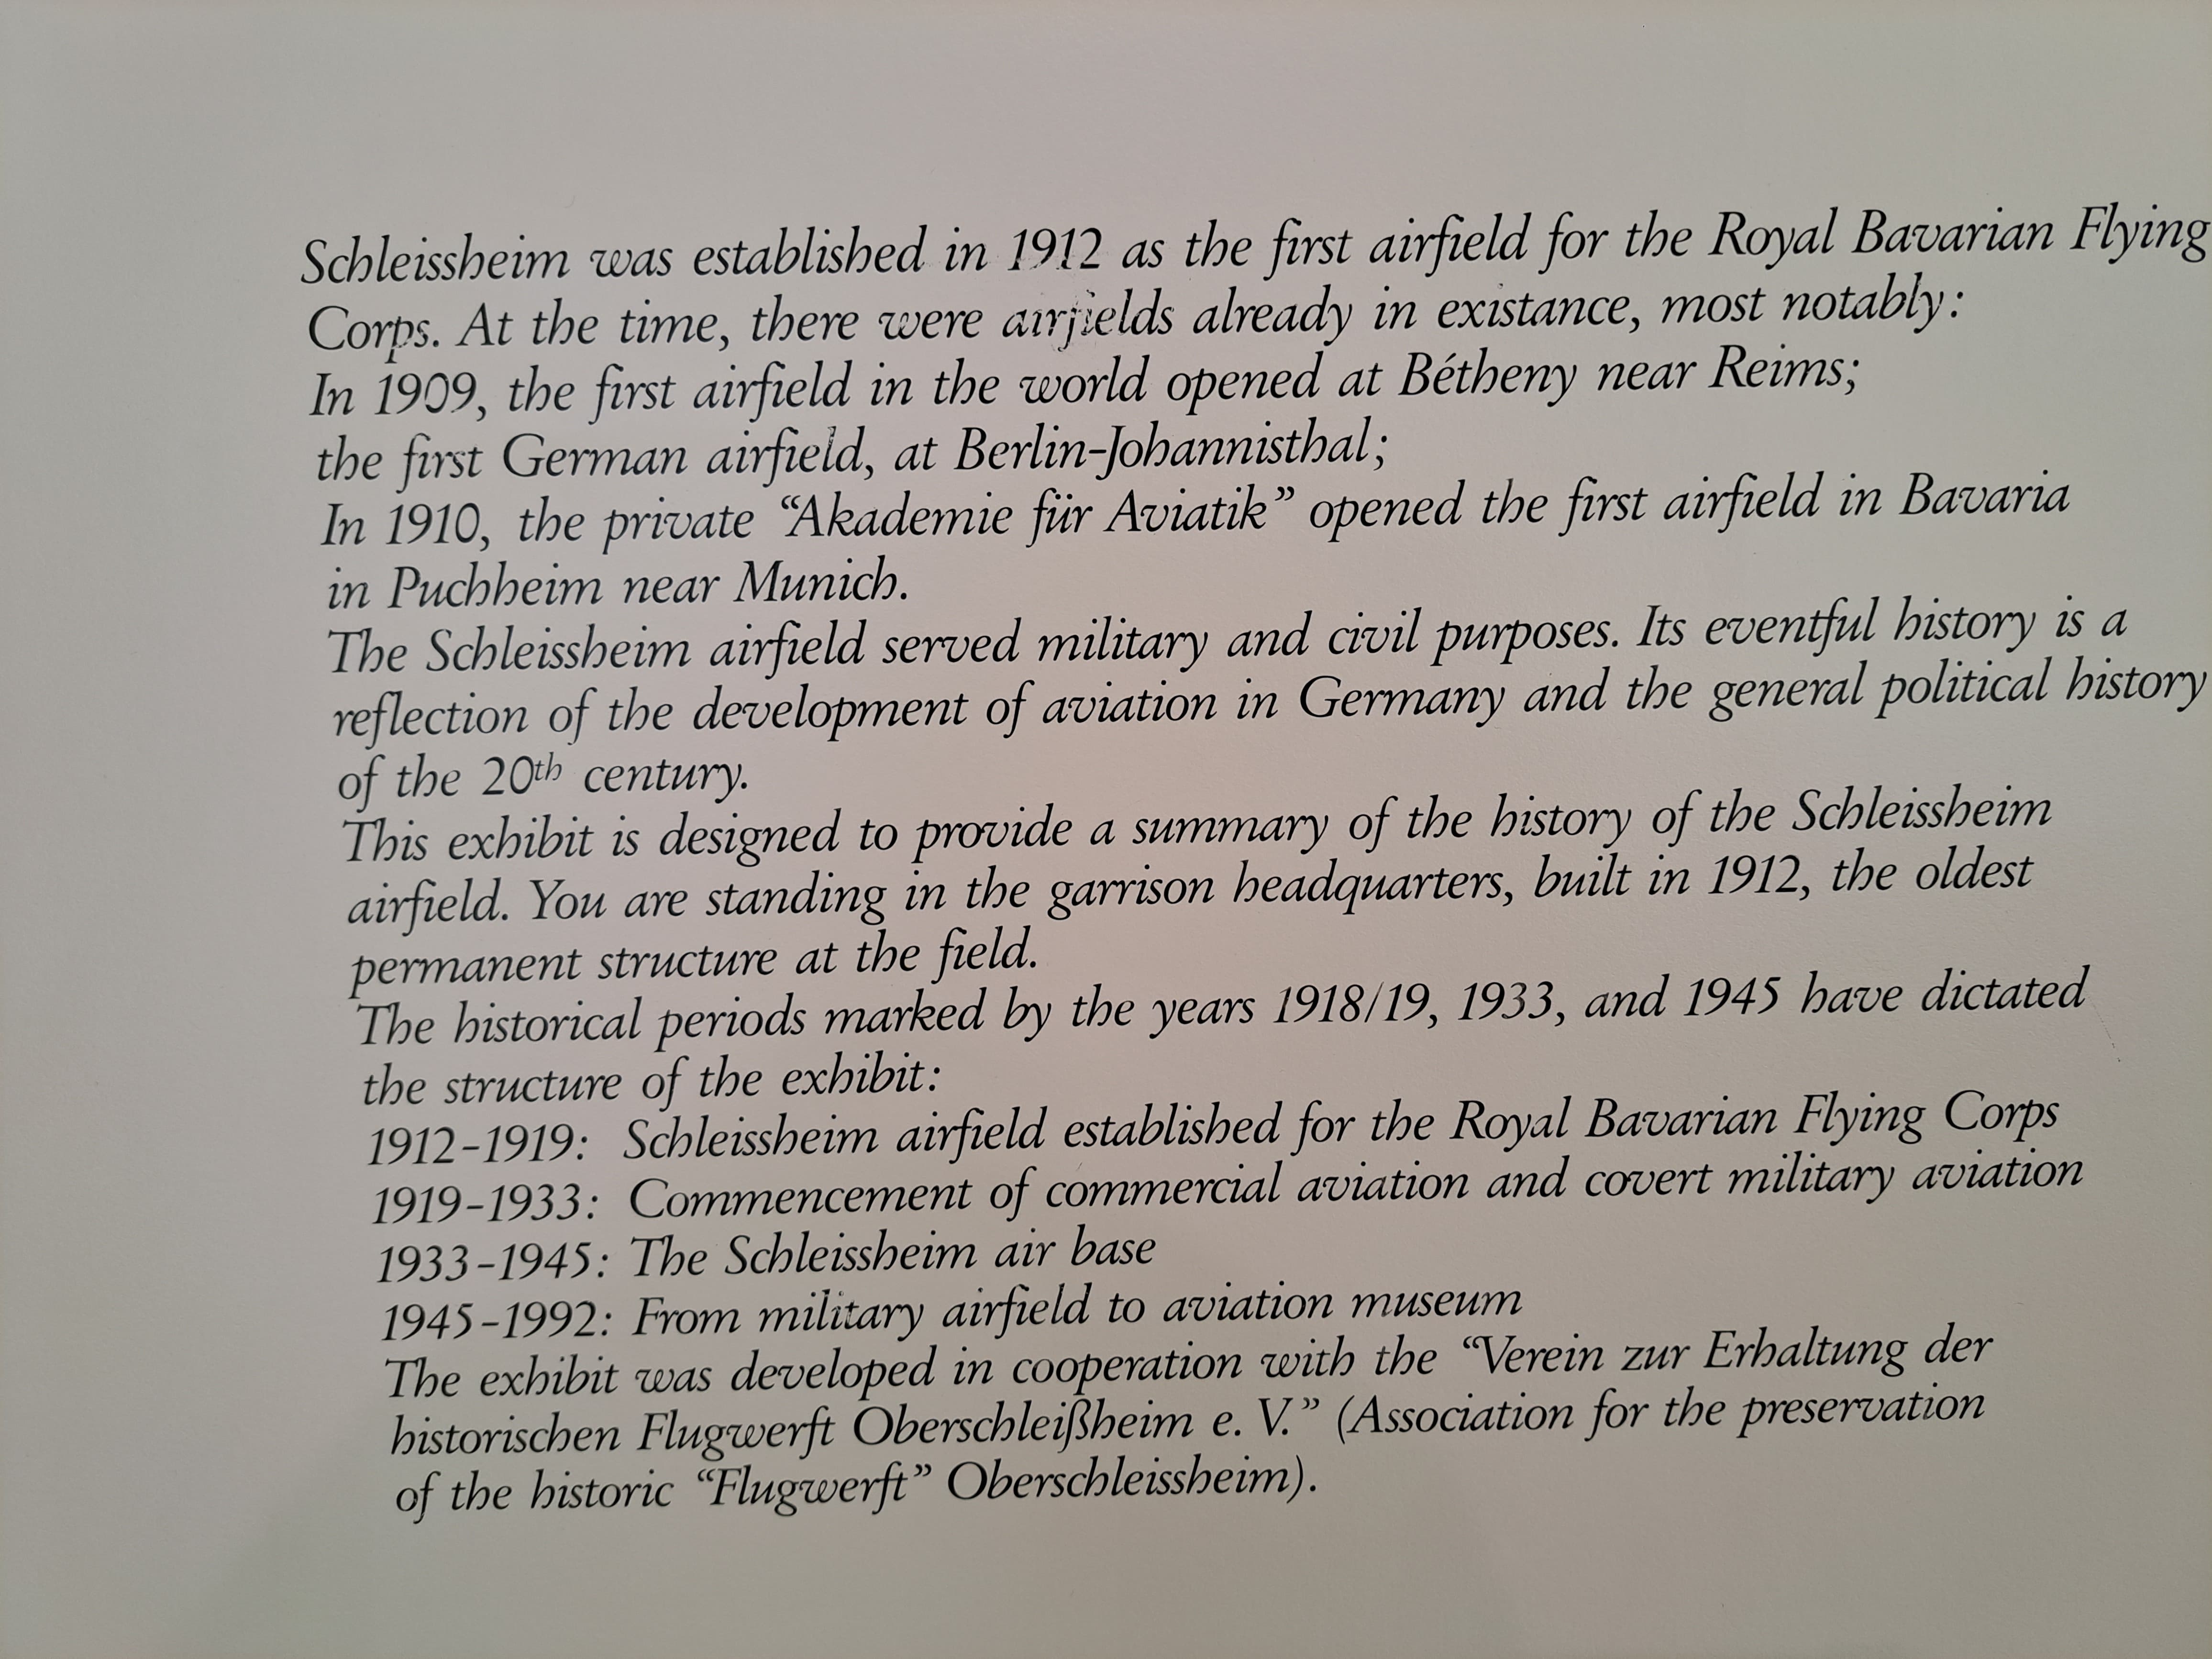 Schleissheim was established in 1912 as the first airfield for the Royal Bavarian Flying
Corps. At the time, there were airfields already in existance, most notably:
In 1909, the first airfield in the world opened at Bétheny near Reims;
the first German airfield, at Berlin-Johannisthal;
In 1910, the private “Akademie für Aviatik” opened the first airfield in Bavaria
in Puchheim near Munich.
The Schleissheim airfield served military and civil purposes. Its eventful history is a
reflection of the development of aviation in Germany and the general political history
of the 20th century.
This exhibit is designed to provide a summary of the history of the Schleissheim
airfield. You are standing in the garrison headquarters, built in 1912, the oldest
permanent structure at the field.
The historical periods marked by the years 1918/19, 1933, and 1945 have dictated
the structure of the exhibit:
1912-1919: Schleissheim airfield established for the Royal Bavarian Flying Corps
1919-1933: Commencement of commercial aviation and covert military aviation
1933-1945: The Schleissheim air base
1945-1992: From military airfield to aviation museum
The exhibit was developed in cooperation with the “Verein zur Erhaltung der
historischen Flugwerft Oberschleißheim e. V.” (Association for the preservation
of the historic “Flugwerft” Oberschleissheim).